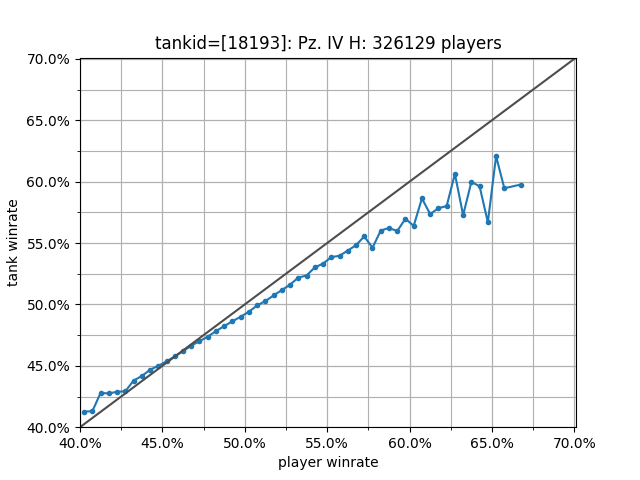 tankid=[18193]: Pz. IV H: 326129 players
70.0%
65.0%
60.0%
55.0%
50.0%
45.0%
40.0%
tank winrate
40.0% 45.0% 50.0% 55.0% 60.0% 65.0% 70.0%
player winrate